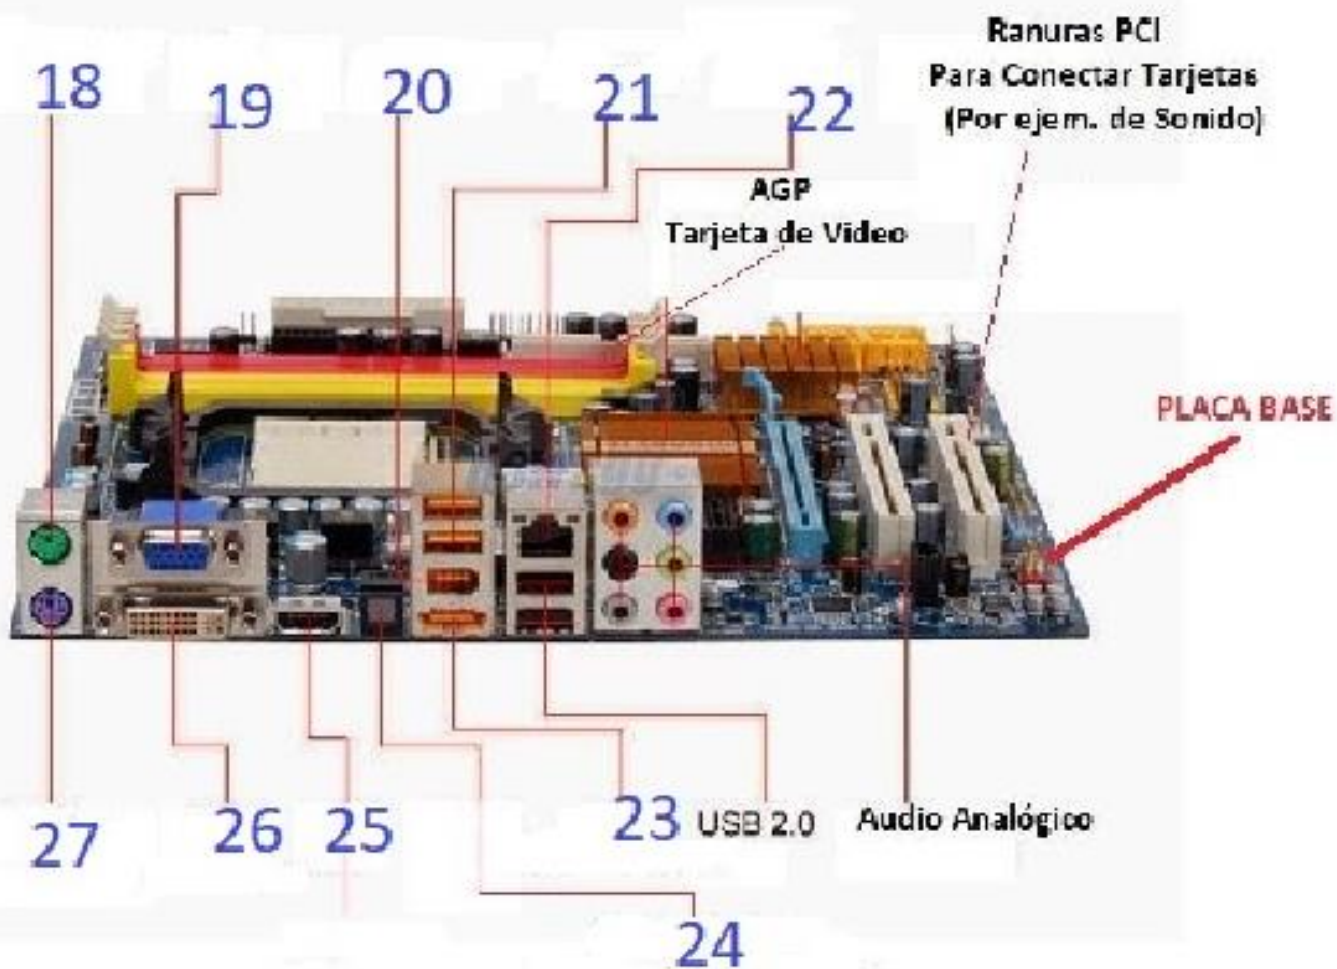 Ranuras PCI
Para Conectar Tarjetas
(Por ejem. de Sonido)
18
19
20
21
22
AGP
Tarjeta de Video
PLACA BASE
27
26
25
23
USB 2.0
Audio Analógico
24